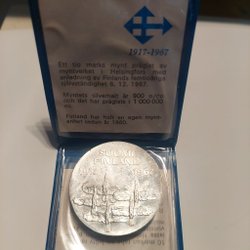 1917-1967
Ett tio marks mynt präglat av
myntverket i Helsingfors med
anledning av Finlands femtioåriga
självständighet 6. 12. 1967.
Myntets silverhalt är 900 ‰
och det har präglats i 1 000 000
ex.
Finland har haft en egen mynt-
enhet sedan år 1860.
SUOMI
FINLAND